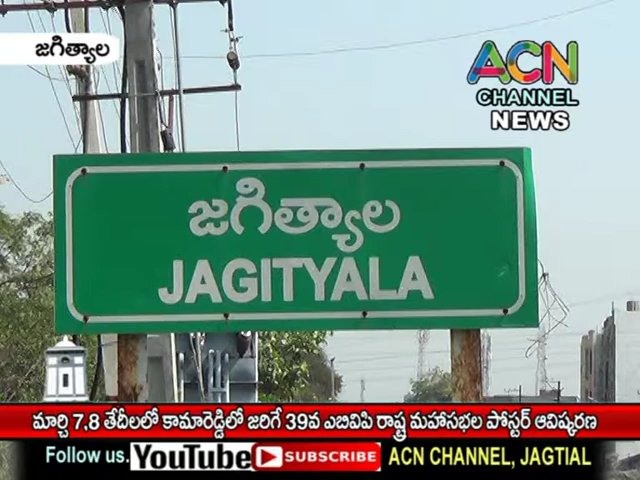 జగిత్యాల
ACN
CHANNEL
NEWS
జగిత్యాల
JAGITYALA
మార్చి 7,8 తేదీలలో కామారెడ్డిలో జరిగే 39వ ఎబివిపి రాష్ట్ర మహాసభల పోస్టర్ ఆవిష్కరణ
Follow us. YouTube SUBSCRIBE ACN CHANNEL, JAGTIAL